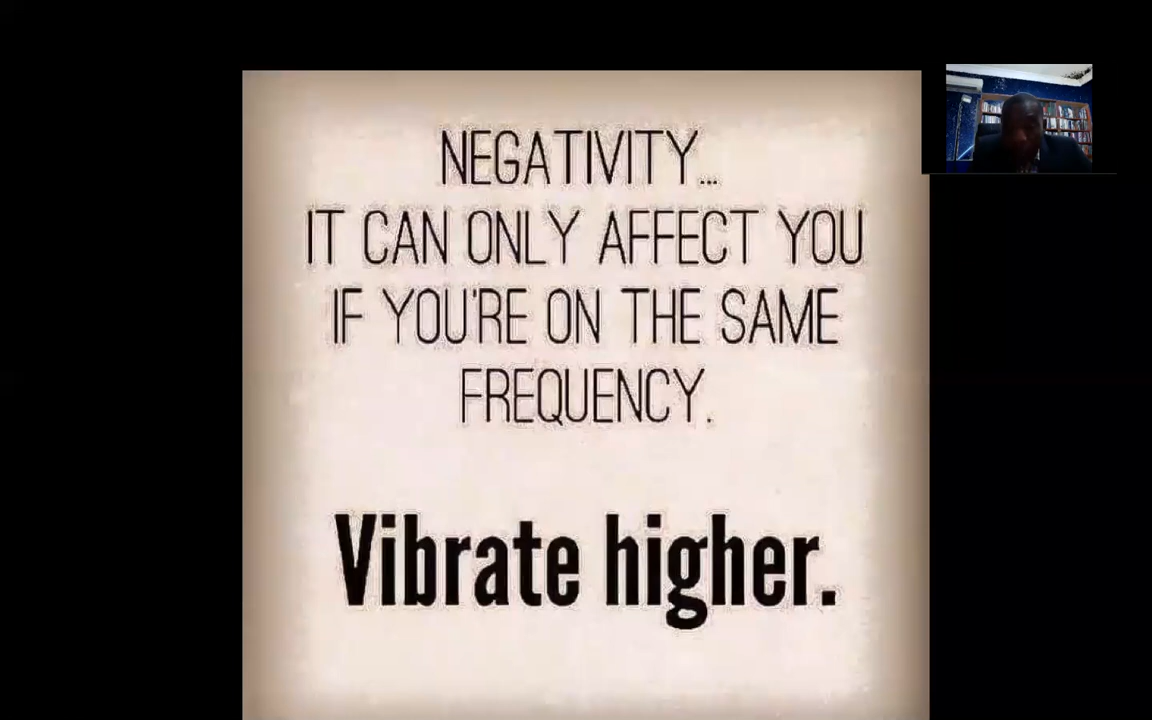 NEGATIVITY...
IT CAN ONLY AFFECT YOU
IF YOU'RE ON THE SAME
FREQUENCY.
Vibrate higher.